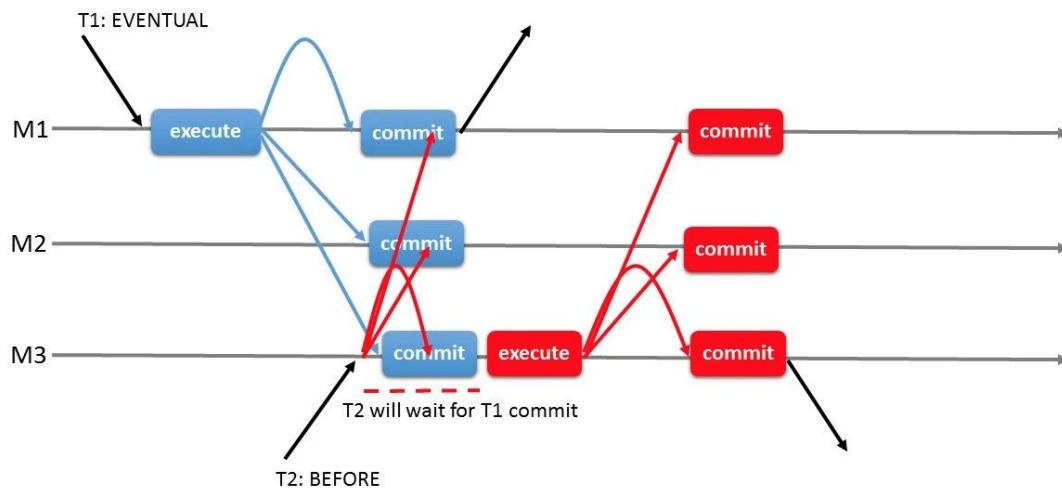 T1: EVENTUAL
M1
execute
commit
commit
M2
commit
commit
M3
commit
execute
commit
T2 will wait for T1 commit
T2: BEFORE